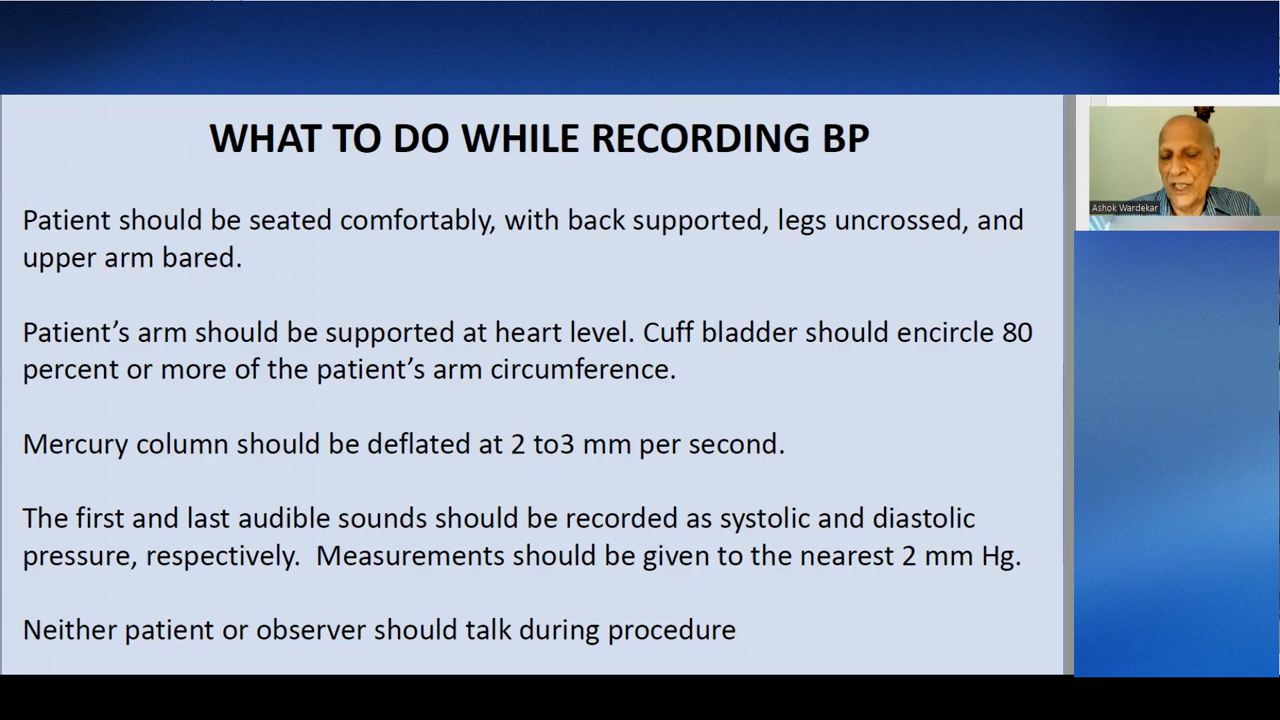 WHAT TO DO WHILE RECORDING BP
Patient should be seated comfortably, with back supported, legs uncrossed, and
upper arm bared.
Patient’s arm should be supported at heart level. Cuff bladder should encircle 80
percent or more of the patient’s arm circumference.
Mercury column should be deflated at 2 to3 mm per second.
The first and last audible sounds should be recorded as systolic and diastolic
pressure, respectively.  Measurements should be given to the nearest 2 mm Hg.
Neither patient or observer should talk during procedure
Ashok Wardekar